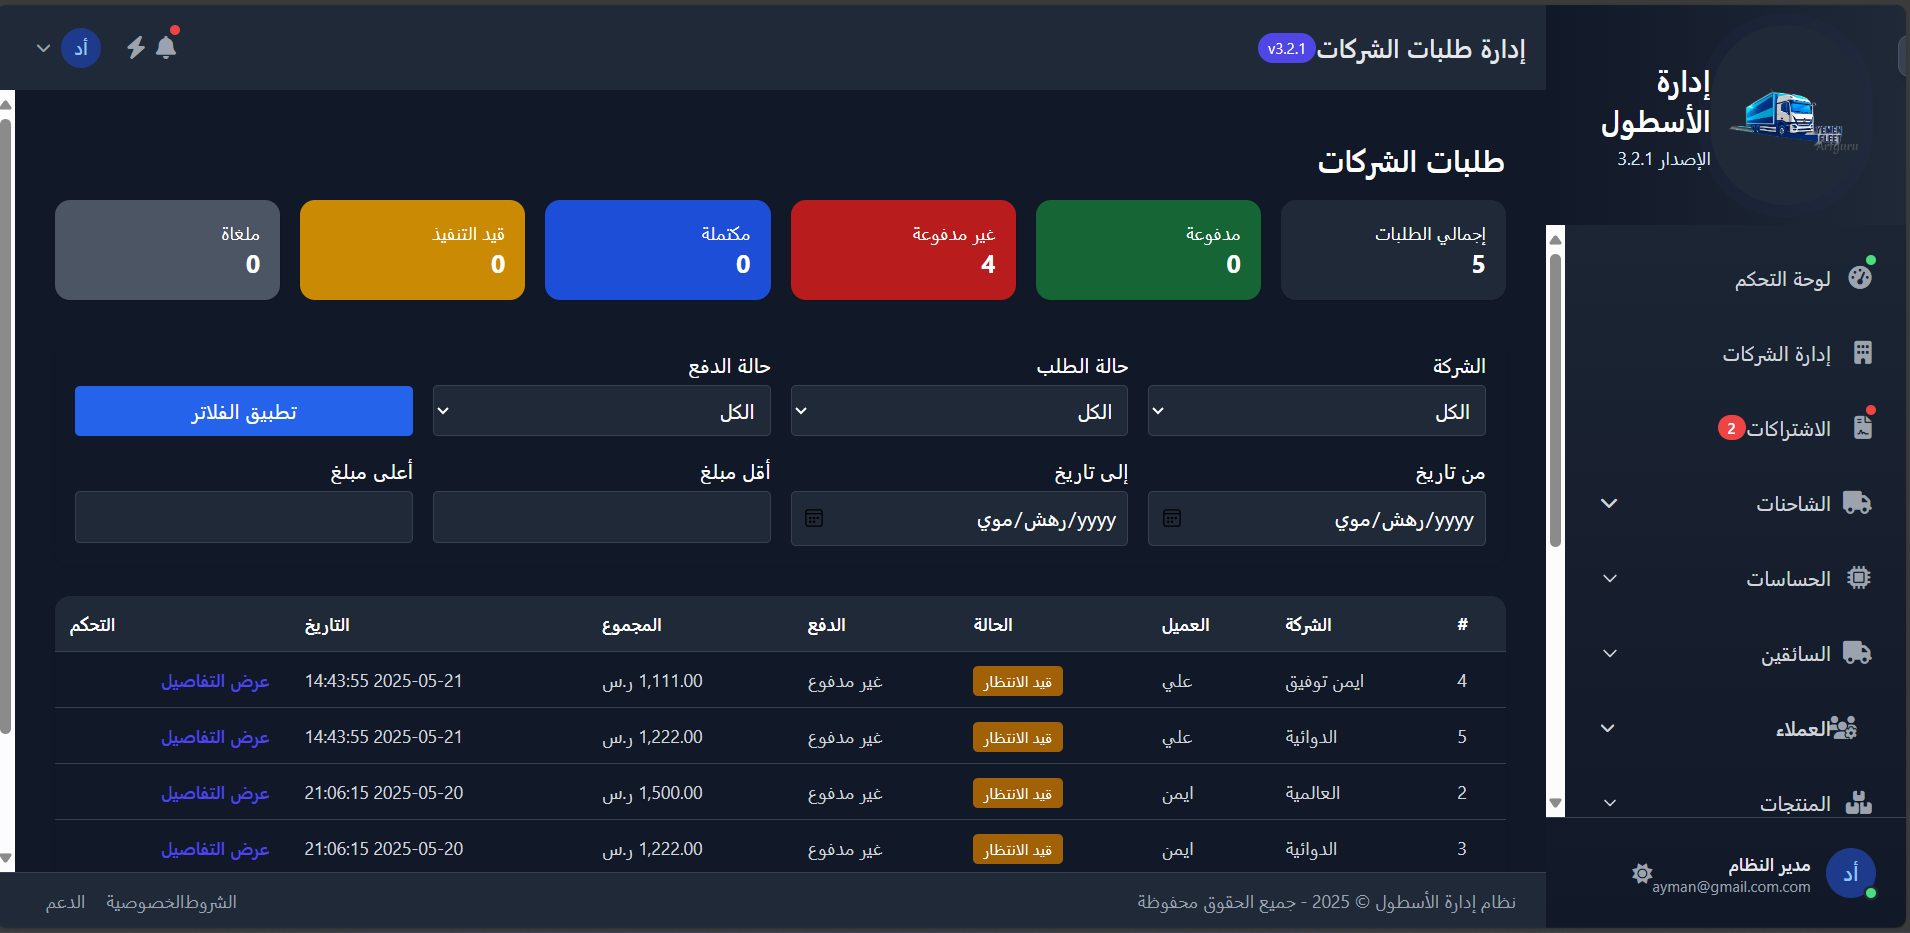 إدارة الأسطول
الإصدار 3.2.1
YEMEN FLEET
Artguru
إدارة طلبات الشركات v3.2.1
أد
لوحة التحكم
إدارة الشركات
الاشتراكات 2
الشاحنات
الحساسات
السائقين
العملاء
المنتجات
أد
مدير النظام
ayman@gmail.com.com
طلبات الشركات
إجمالي الطلبات
5
مدفوعة
0
غير مدفوعة
4
مكتملة
0
قيد التنفيذ
0
ملغاة
0
الشركة
الكل
حالة الطلب
الكل
حالة الدفع
الكل
تطبيق الفلاتر
من تاريخ
yyyy/رهش/موي
إلى تاريخ
yyyy/رهش/موي
أقل مبلغ
أعلى مبلغ
# الشركة العميل الحالة الدفع المجموع التاريخ التحكم
4 ايمن توفيق علي قيد الانتظار غير مدفوع 1,111.00 ر.س 2025-05-21 14:43:55 عرض التفاصيل
5 الدوائية علي قيد الانتظار غير مدفوع 1,222.00 ر.س 2025-05-21 14:43:55 عرض التفاصيل
2 العالمية ايمن قيد الانتظار غير مدفوع 1,500.00 ر.س 2025-05-20 21:06:15 عرض التفاصيل
3 الدوائية ايمن قيد الانتظار غير مدفوع 1,222.00 ر.س 2025-05-20 21:06:15 عرض التفاصيل
نظام إدارة الأسطول © 2025 - جميع الحقوق محفوظة
الشروطالخصوصية الدعم